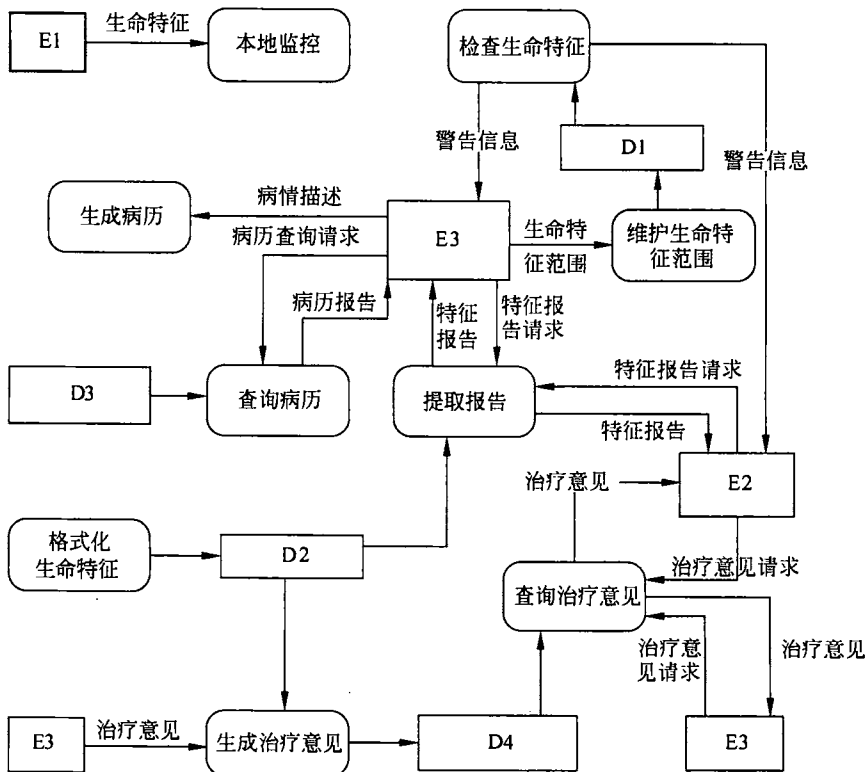 E1
生命特征
本地监控
检查生命特征
警告信息
D1
警告信息
生成病历
病情描述
病历查询请求
E3
生命特
征范围
维护生命特
征范围
病历报告
特征
报告
特征报
告请求
D3
查询病历
提取报告
特征报告请求
特征报告
治疗意见
E2
格式化
生命特征
D2
治疗意见请求
查询治疗意见
治疗意
见请求
治疗意见
E3
治疗意见
生成治疗意见
D4
E3